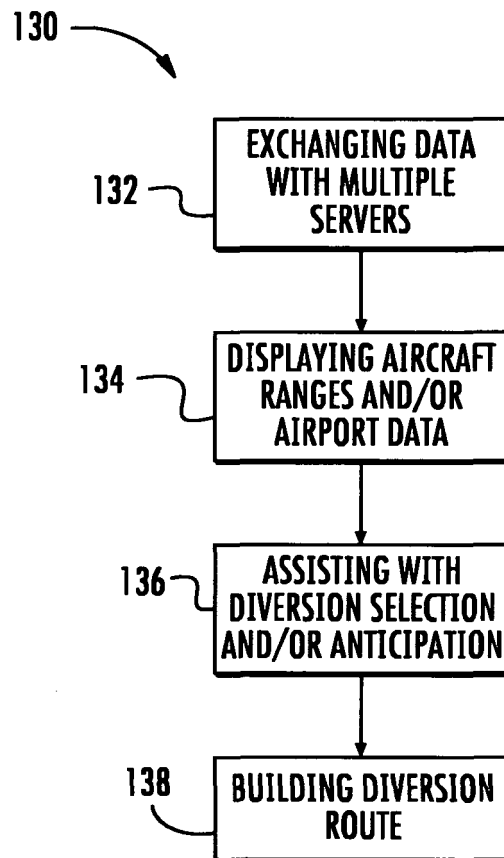 130
EXCHANGING DATA
WITH MULTIPLE
SERVERS
132
DISPLAYING AIRCRAFT
RANGES AND/OR
AIRPORT DATA
134
ASSISTING WITH
DIVERSION SELECTION
AND/OR ANTICIPATION
136
BUILDING DIVERSION
ROUTE
138